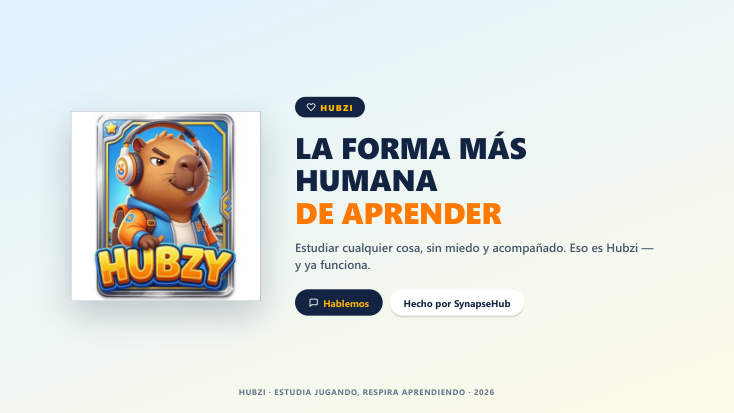 HUBZY
HUBZI
LA FORMA MÁS
HUMANA
DE APRENDER
Estudiar cualquier cosa, sin miedo y acompañado. Eso es Hubzi —
y ya funciona.
Hablemos
Hecho por SynapseHub
HUBZI · ESTUDIA JUGANDO, RESPIRA APRENDIENDO · 2026